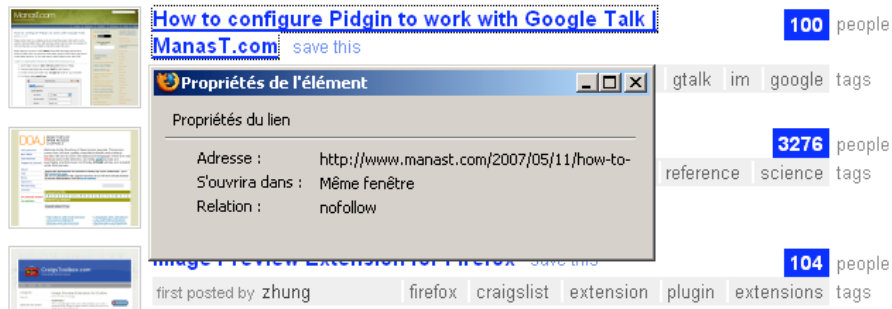 How to configure Pidgin to work with Google Talk |
ManasT.com save this
100 people
gtalk im google tags
Propriétés de l'élément
Propriétés du lien
Adresse : http://www.manast.com/2007/05/11/how-to-
S'ouvrira dans : Même fenêtre
Relation : nofollow
3276 people
reference science tags
Image Preview Extension for Firefox save this
104 people
first posted by zhung firefox craigslist extension plugin extensions tags
ManasT.com
DOAJ